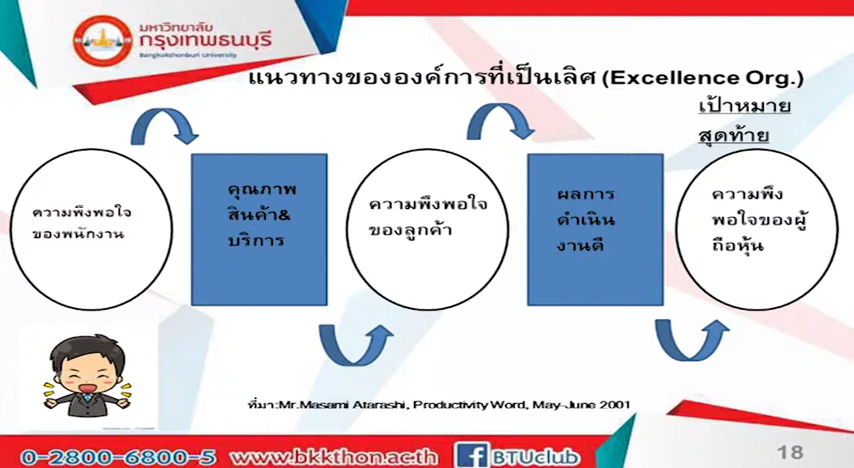 มหาวิทยาลัย
กรุงเทพธนบุรี
Bangkokthonburi University
แนวทางขององค์การที่เป็นเลิศ (Excellence Org.)
เป้าหมาย
สุดท้าย
ความพึงพอใจ
ของพนักงาน
คุณภาพ
สินค้า&
บริการ
ความพึงพอใจ
ของลูกค้า
ผลการ
ดำเนิน
งานดี
ความพึง
พอใจของผู้
ถือหุ้น
ที่มา:Mr.Masami Atarashi, Productivity Word, May-June 2001
0-2800-6800-5 www.bkkthon.ac.th f BTUclub
18